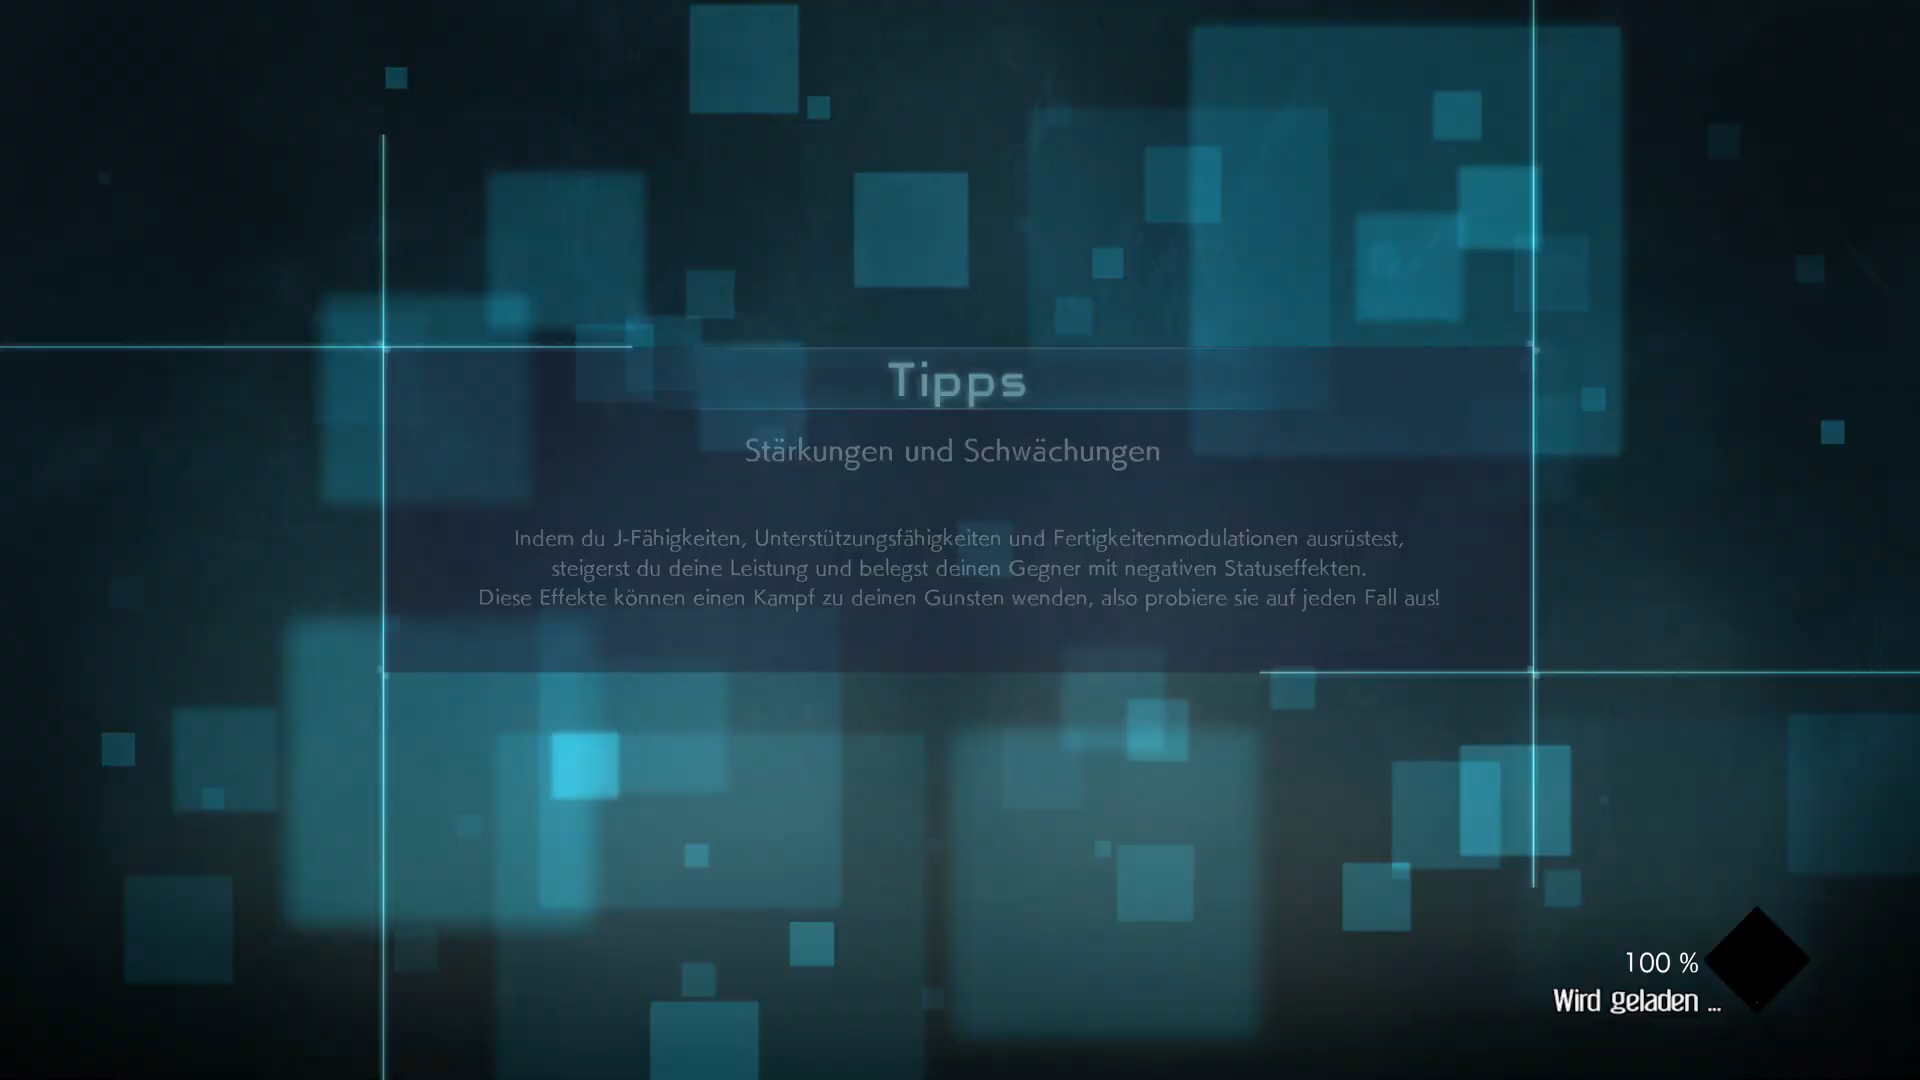 Tipps
Stärkungen und Schwächungen
Indem du J-Fähigkeiten, Unterstützungsfähigkeiten und Fertigkeitenmodulationen ausrüstest,
steigerst du deine Leistung und belegst deinen Gegner mit negativen Statuseffekten.
Diese Effekte können einen Kampf zu deinen Gunsten wenden, also probiere sie auf jeden Fall aus!
100 %
Wird geladen ...